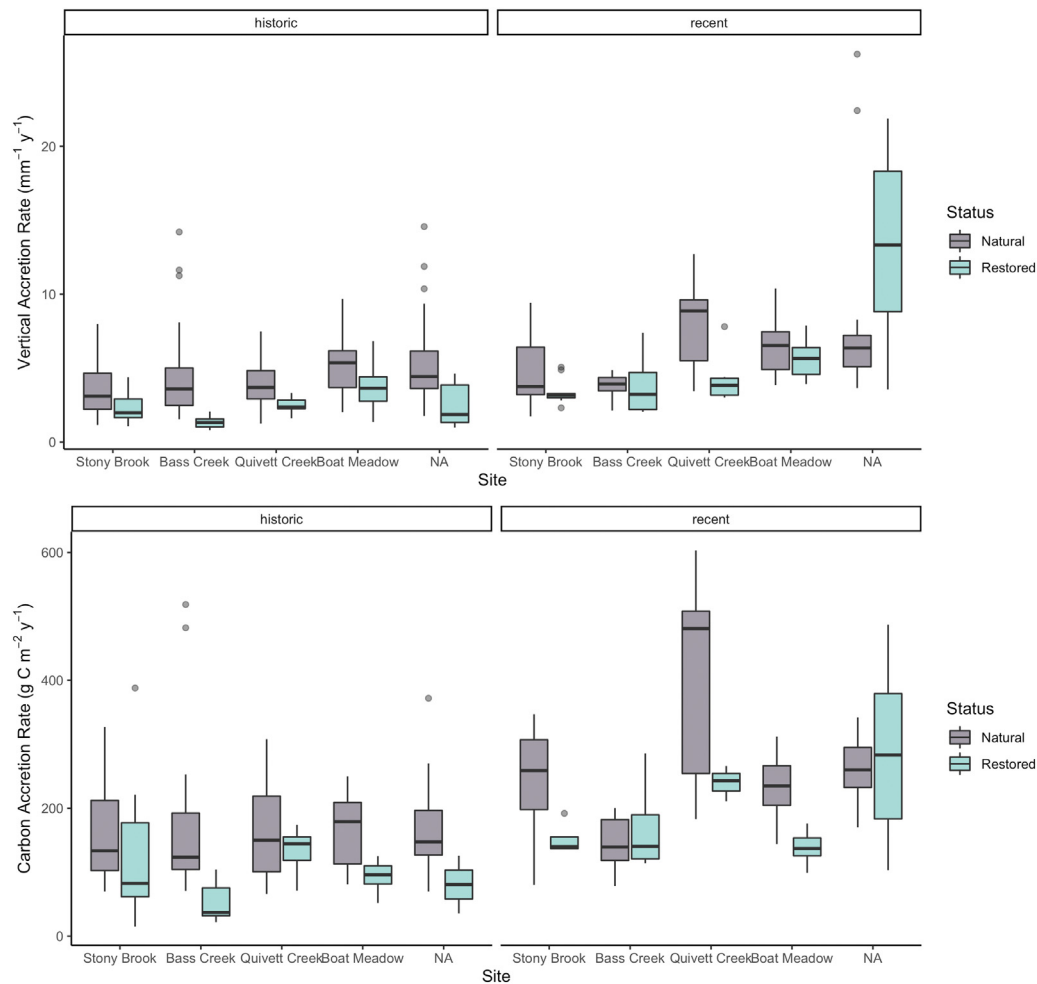 historic recent
Vertical Accretion Rate (mm⁻¹ y⁻¹)
20
10
0
Stony Brook Bass Creek Quivett Creek Boat Meadow NA Stony Brook Bass Creek Quivett Creek Boat Meadow NA
Site
Status
Natural
Restored
historic recent
Carbon Accretion Rate (g C m⁻² y⁻¹)
600
400
200
0
Stony Brook Bass Creek Quivett Creek Boat Meadow NA Stony Brook Bass Creek Quivett Creek Boat Meadow NA
Site
Status
Natural
Restored